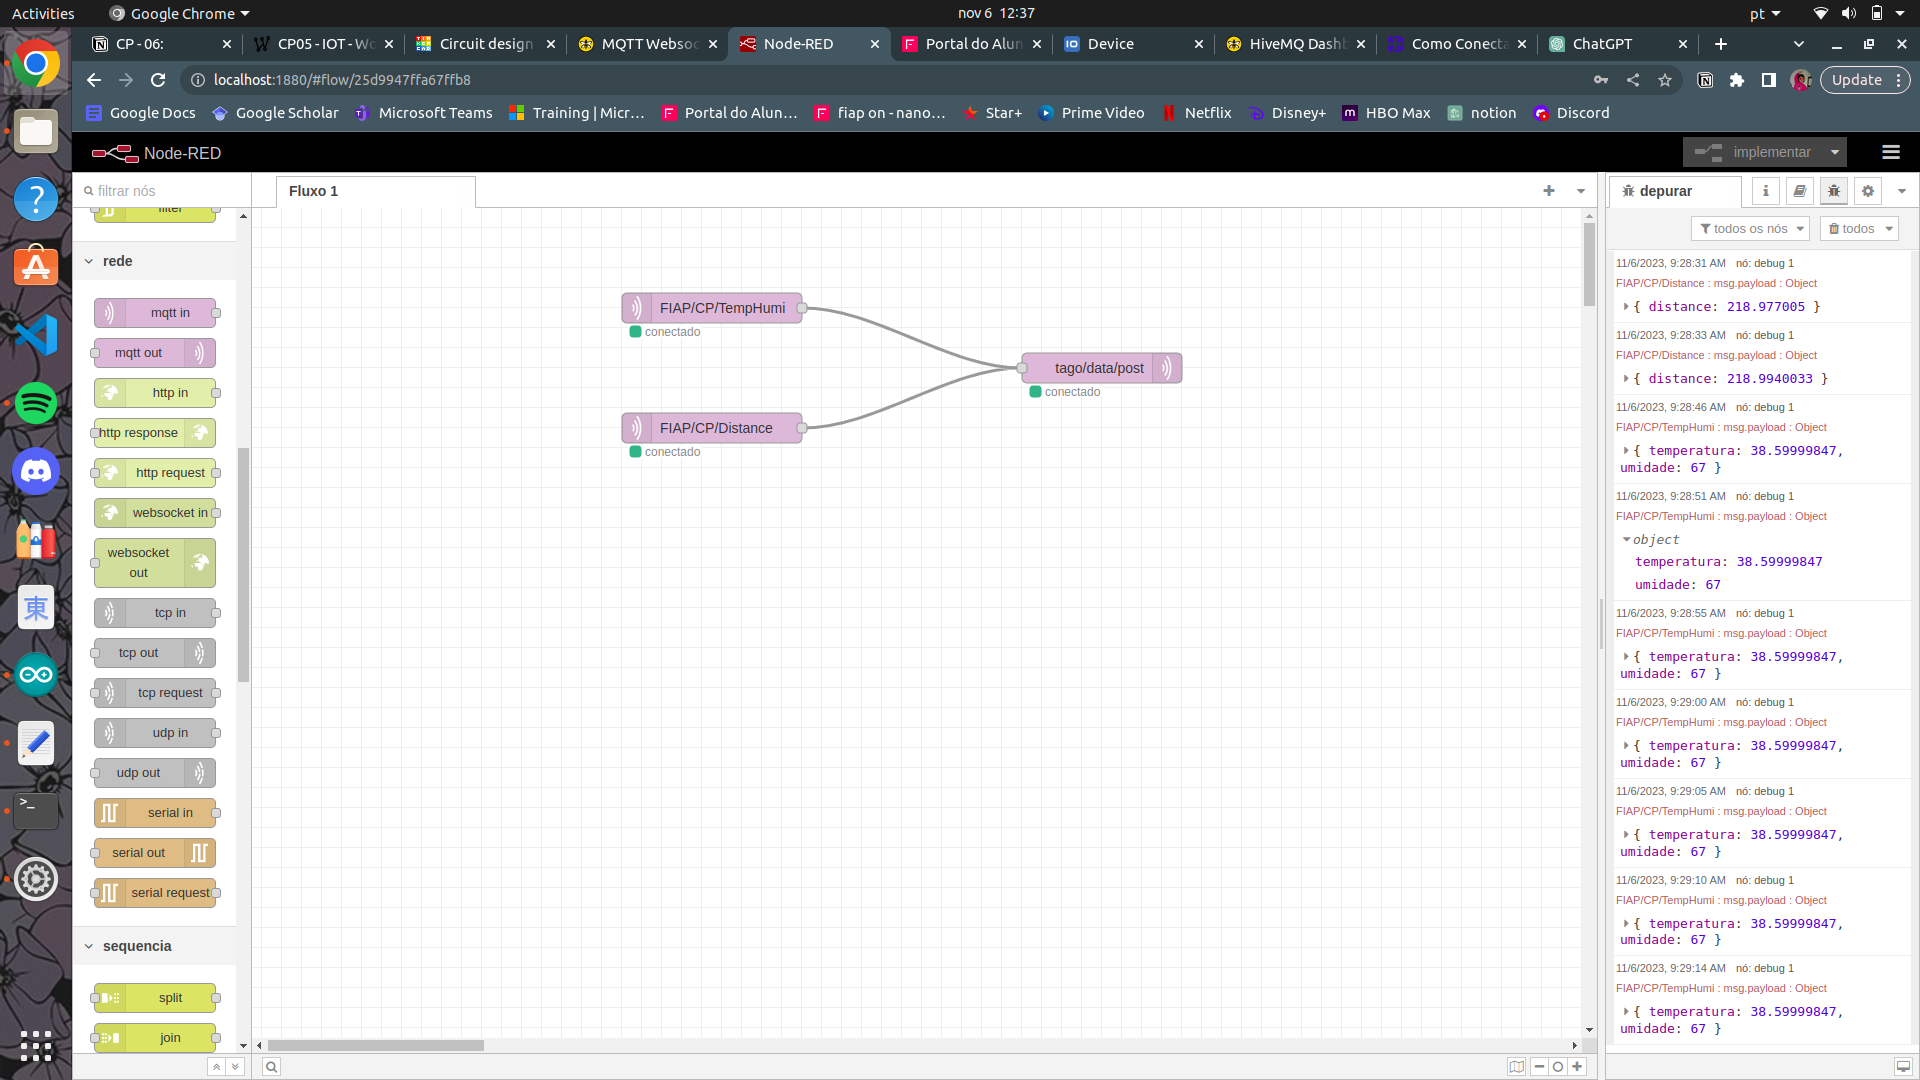 Activities
Google Chrome
nov 6 12:37
pt
CP - 06:
CP05 - IOT - Wo
Circuit design
MQTT Websoc
Node-RED
Portal do Alun
Device
HiveMQ Dashb
Como Conecta
ChatGPT
localhost:1880/#flow/25d9947ffa67ffb8
Update
Google Docs
Google Scholar
Microsoft Teams
Training | Micr…
Portal do Alun…
fiap on - nano…
Star+
Prime Video
Netflix
Disney+
HBO Max
notion
Discord
Node-RED
implementar
filtrar nós
Fluxo 1
depurar
todos os nós
todos
filter
rede
mqtt in
mqtt out
http in
http response
http request
websocket in
websocket
out
tcp in
tcp out
tcp request
udp in
udp out
serial in
serial out
serial request
sequencia
split
join
FIAP/CP/TempHumi
conectado
FIAP/CP/Distance
conectado
tago/data/post
conectado
11/6/2023, 9:28:31 AM nó: debug 1
FIAP/CP/Distance : msg.payload : Object
{ distance: 218.977005 }
11/6/2023, 9:28:33 AM nó: debug 1
FIAP/CP/Distance : msg.payload : Object
{ distance: 218.9940033 }
11/6/2023, 9:28:46 AM nó: debug 1
FIAP/CP/TempHumi : msg.payload : Object
{ temperatura: 38.59999847,
umidade: 67 }
11/6/2023, 9:28:51 AM nó: debug 1
FIAP/CP/TempHumi : msg.payload : Object
object
temperatura: 38.59999847
umidade: 67
11/6/2023, 9:28:55 AM nó: debug 1
FIAP/CP/TempHumi : msg.payload : Object
{ temperatura: 38.59999847,
umidade: 67 }
11/6/2023, 9:29:00 AM nó: debug 1
FIAP/CP/TempHumi : msg.payload : Object
{ temperatura: 38.59999847,
umidade: 67 }
11/6/2023, 9:29:05 AM nó: debug 1
FIAP/CP/TempHumi : msg.payload : Object
{ temperatura: 38.59999847,
umidade: 67 }
11/6/2023, 9:29:10 AM nó: debug 1
FIAP/CP/TempHumi : msg.payload : Object
{ temperatura: 38.59999847,
umidade: 67 }
11/6/2023, 9:29:14 AM nó: debug 1
FIAP/CP/TempHumi : msg.payload : Object
{ temperatura: 38.59999847,
umidade: 67 }